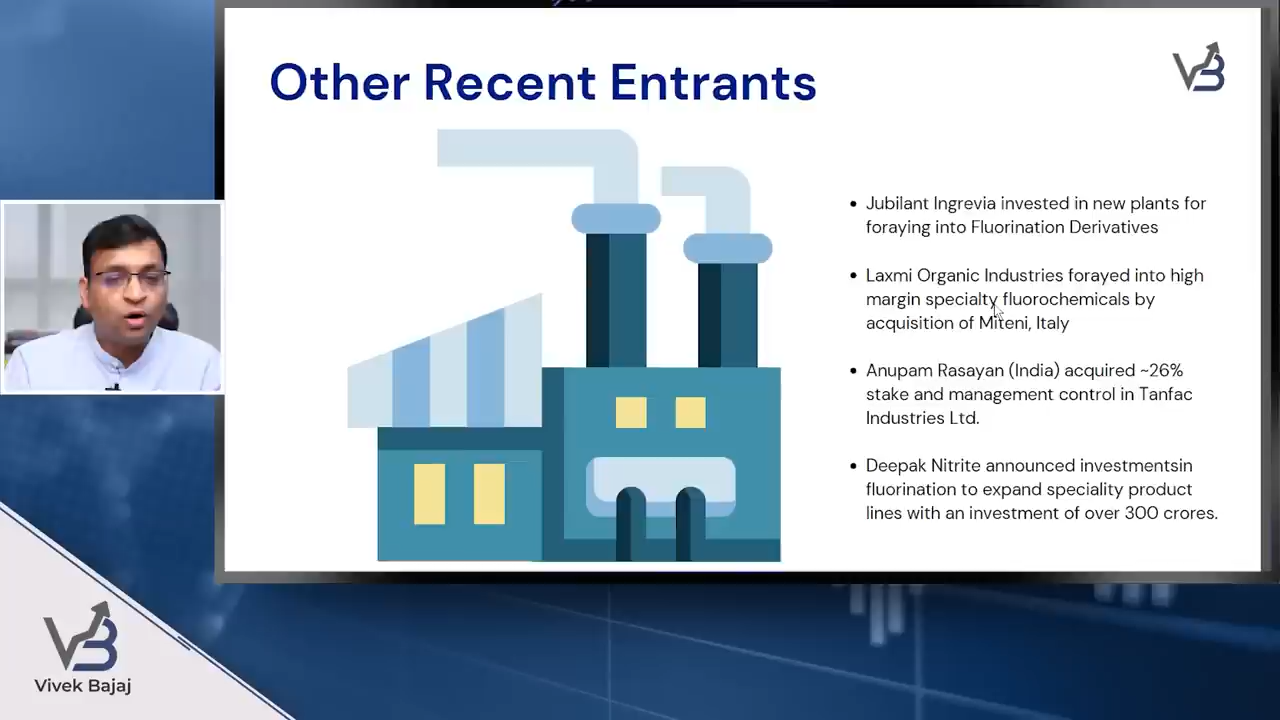 Other Recent Entrants
VB
Jubilant Ingrevia invested in new plants for
foraying into Fluorination Derivatives
Laxmi Organic Industries forayed into high
margin specialty fluorochemicals by
acquisition of Miteni, Italy
Anupam Rasayan (India) acquired ~26%
stake and management control in Tanfac
Industries Ltd.
Deepak Nitrite announced investmentsin
fluorination to expand speciality product
lines with an investment of over 300 crores.
VB
Vivek Bajaj